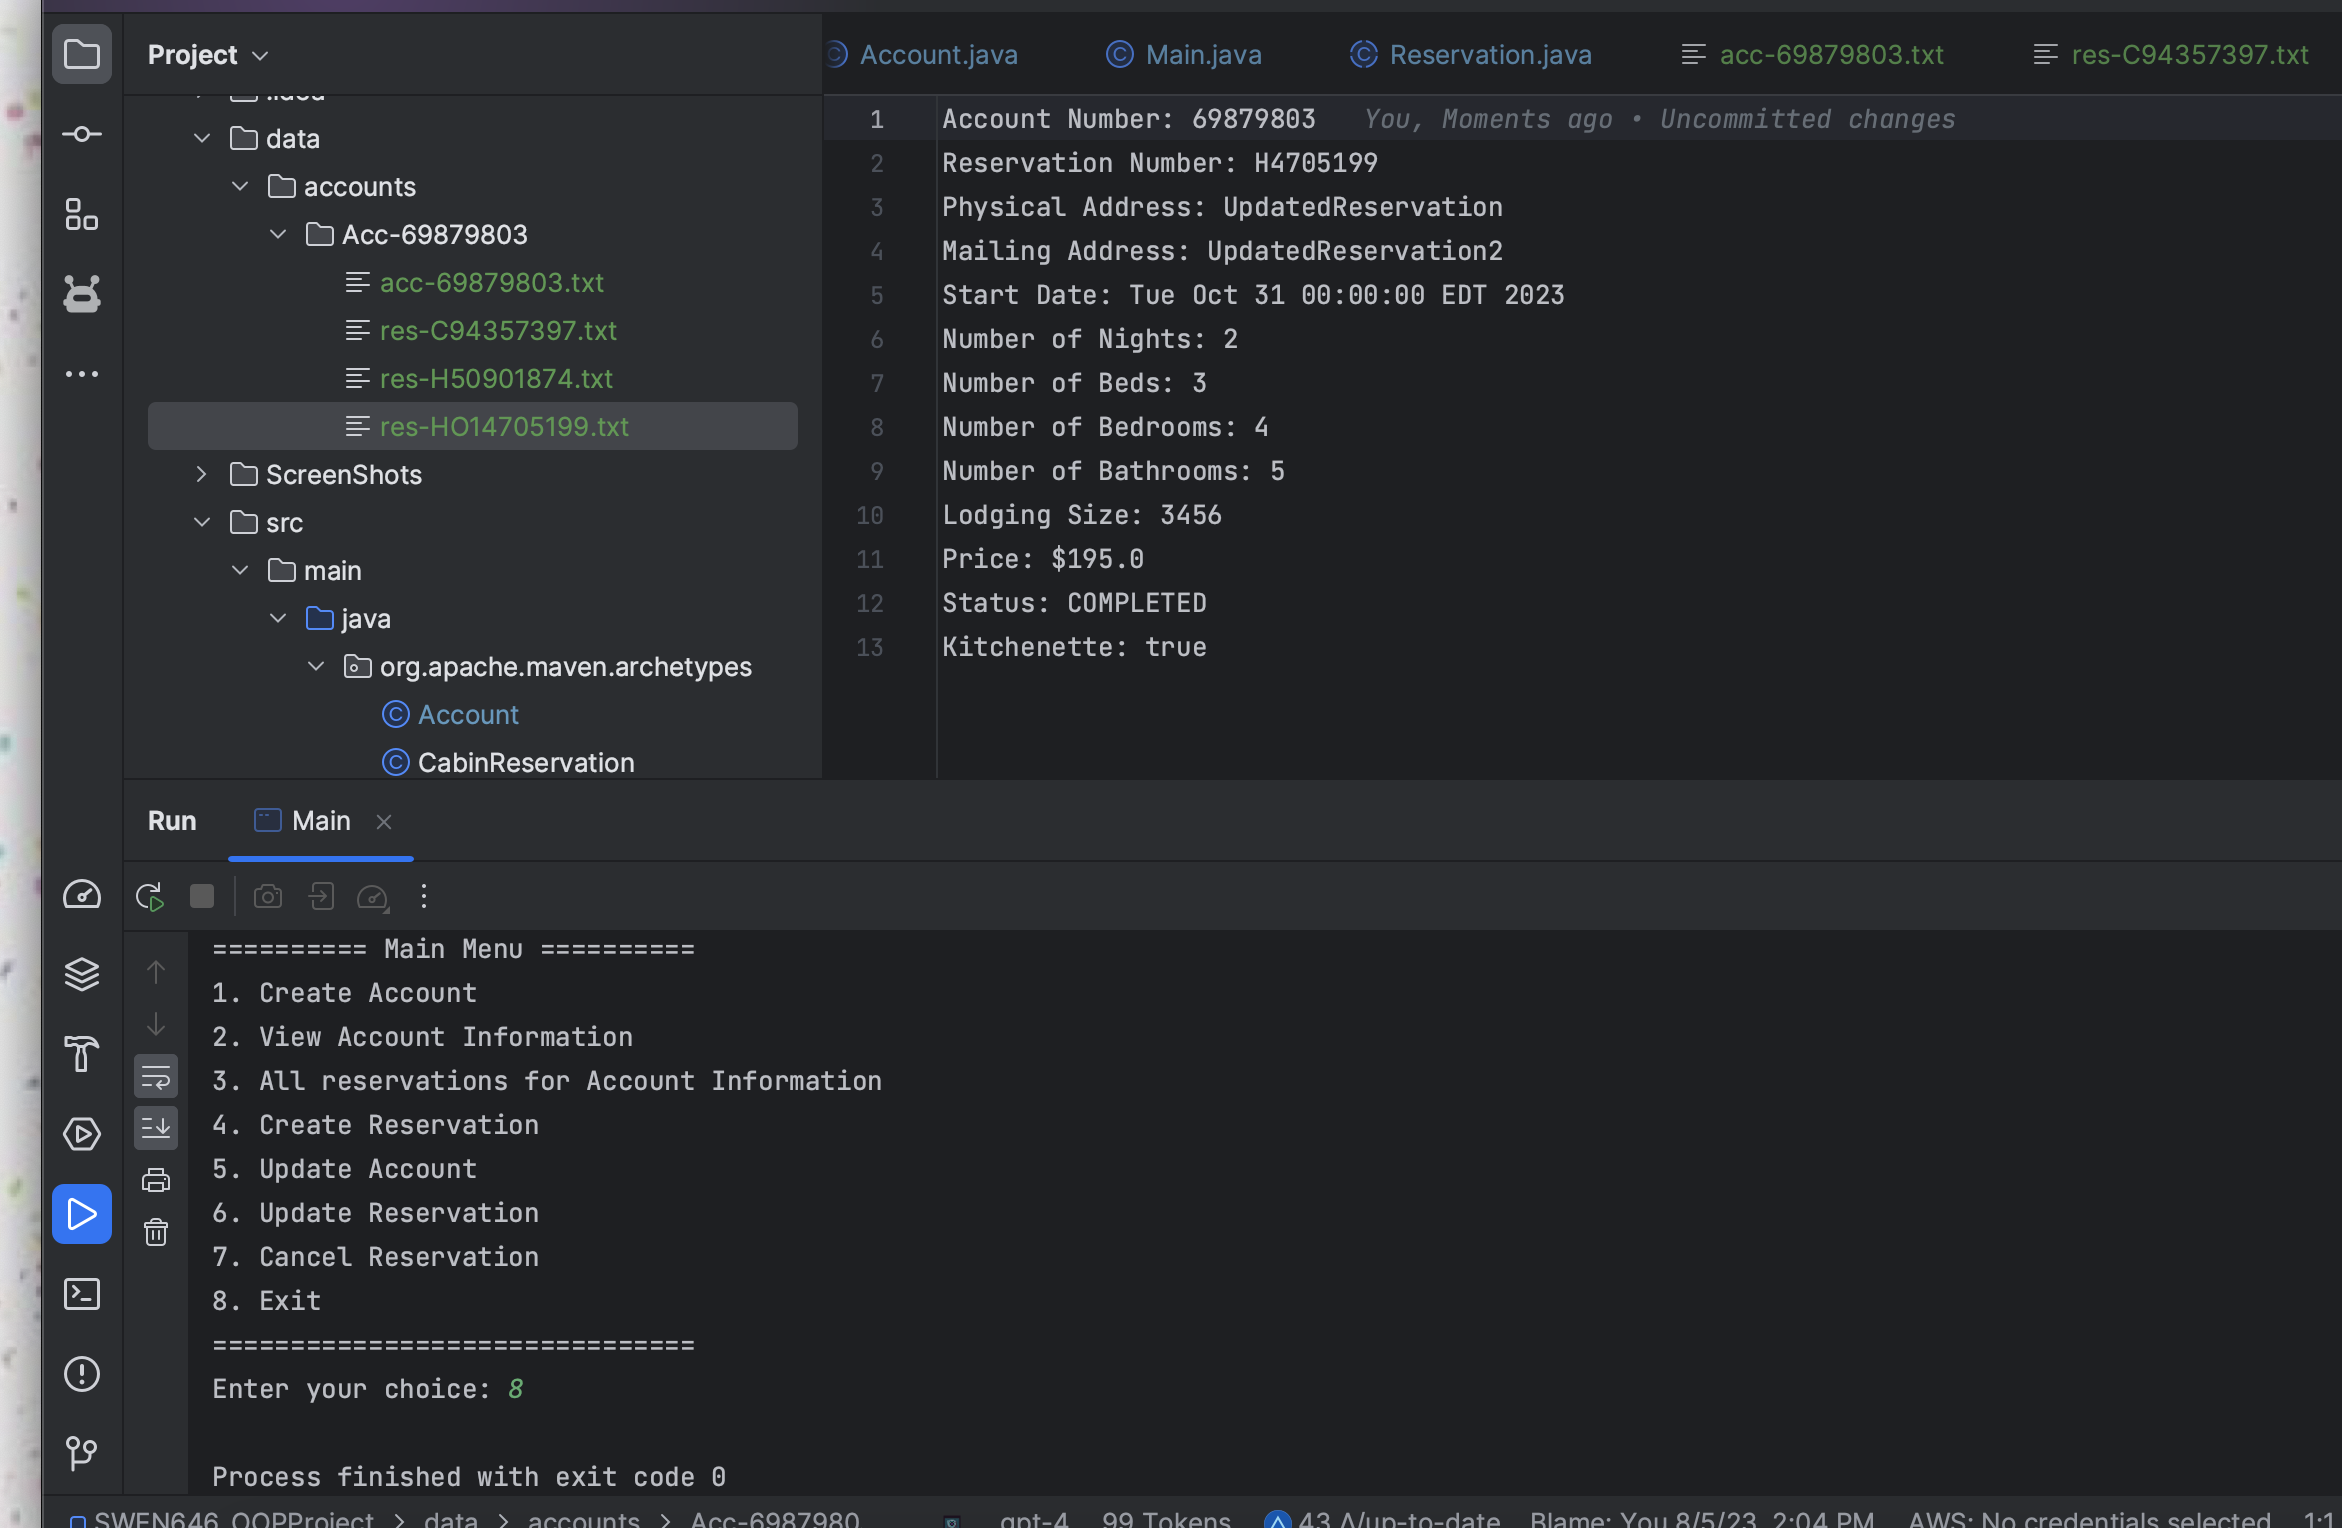 Project
Account.java
Main.java
Reservation.java
acc-69879803.txt
res-C94357397.txt
.idea
data
accounts
Acc-69879803
acc-69879803.txt
res-C94357397.txt
res-H50901874.txt
res-HO14705199.txt
ScreenShots
src
main
java
org.apache.maven.archetypes
Account
CabinReservation
1 Account Number: 69879803 You, Moments ago • Uncommitted changes
2 Reservation Number: H4705199
3 Physical Address: UpdatedReservation
4 Mailing Address: UpdatedReservation2
5 Start Date: Tue Oct 31 00:00:00 EDT 2023
6 Number of Nights: 2
7 Number of Beds: 3
8 Number of Bedrooms: 4
9 Number of Bathrooms: 5
10 Lodging Size: 3456
11 Price: $195.0
12 Status: COMPLETED
13 Kitchenette: true
Run
Main
========== Main Menu ==========
1. Create Account
2. View Account Information
3. All reservations for Account Information
4. Create Reservation
5. Update Account
6. Update Reservation
7. Cancel Reservation
8. Exit
===============================
Enter your choice: 8
Process finished with exit code 0
SWEN646_OOPProject > data > accounts > Acc-6987980 gpt-4 99 Tokens 43 Δ/up-to-date Blame: You 8/5/23, 2:04 PM AWS: No credentials selected 1:1